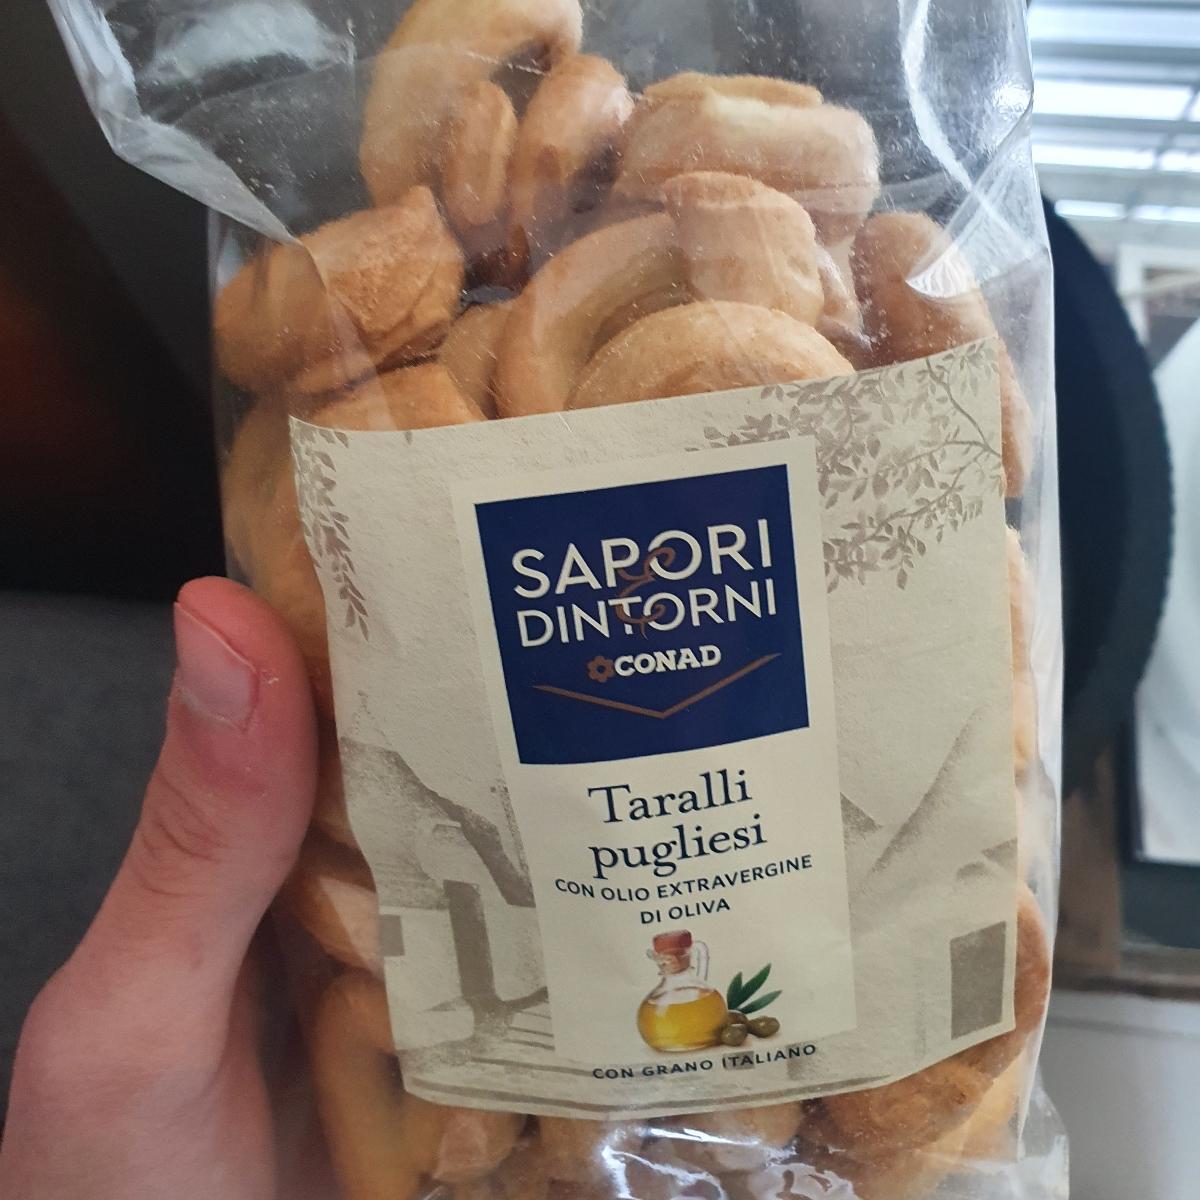 SAPORI
&
DINTORNI
CONAD
Taralli
pugliesi
CON OLIO EXTRAVERGINE
DI OLIVA
CON GRANO ITALIANO